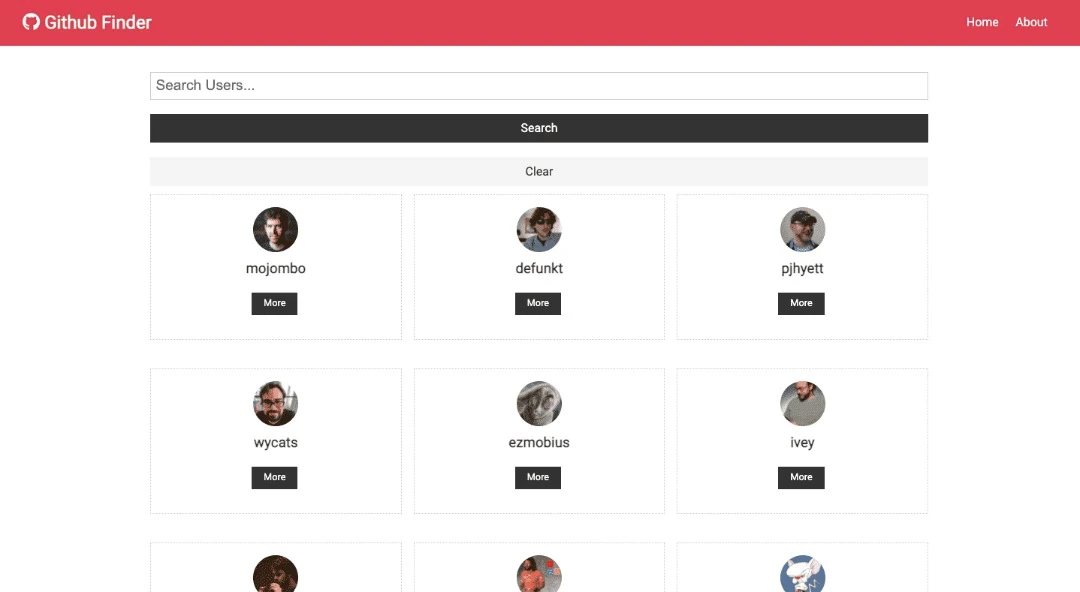 Github Finder
Home About
Search Users...
Search
Clear
mojombo defunkt pjhyett
More More More
wycats ezmobius ivey
More More More